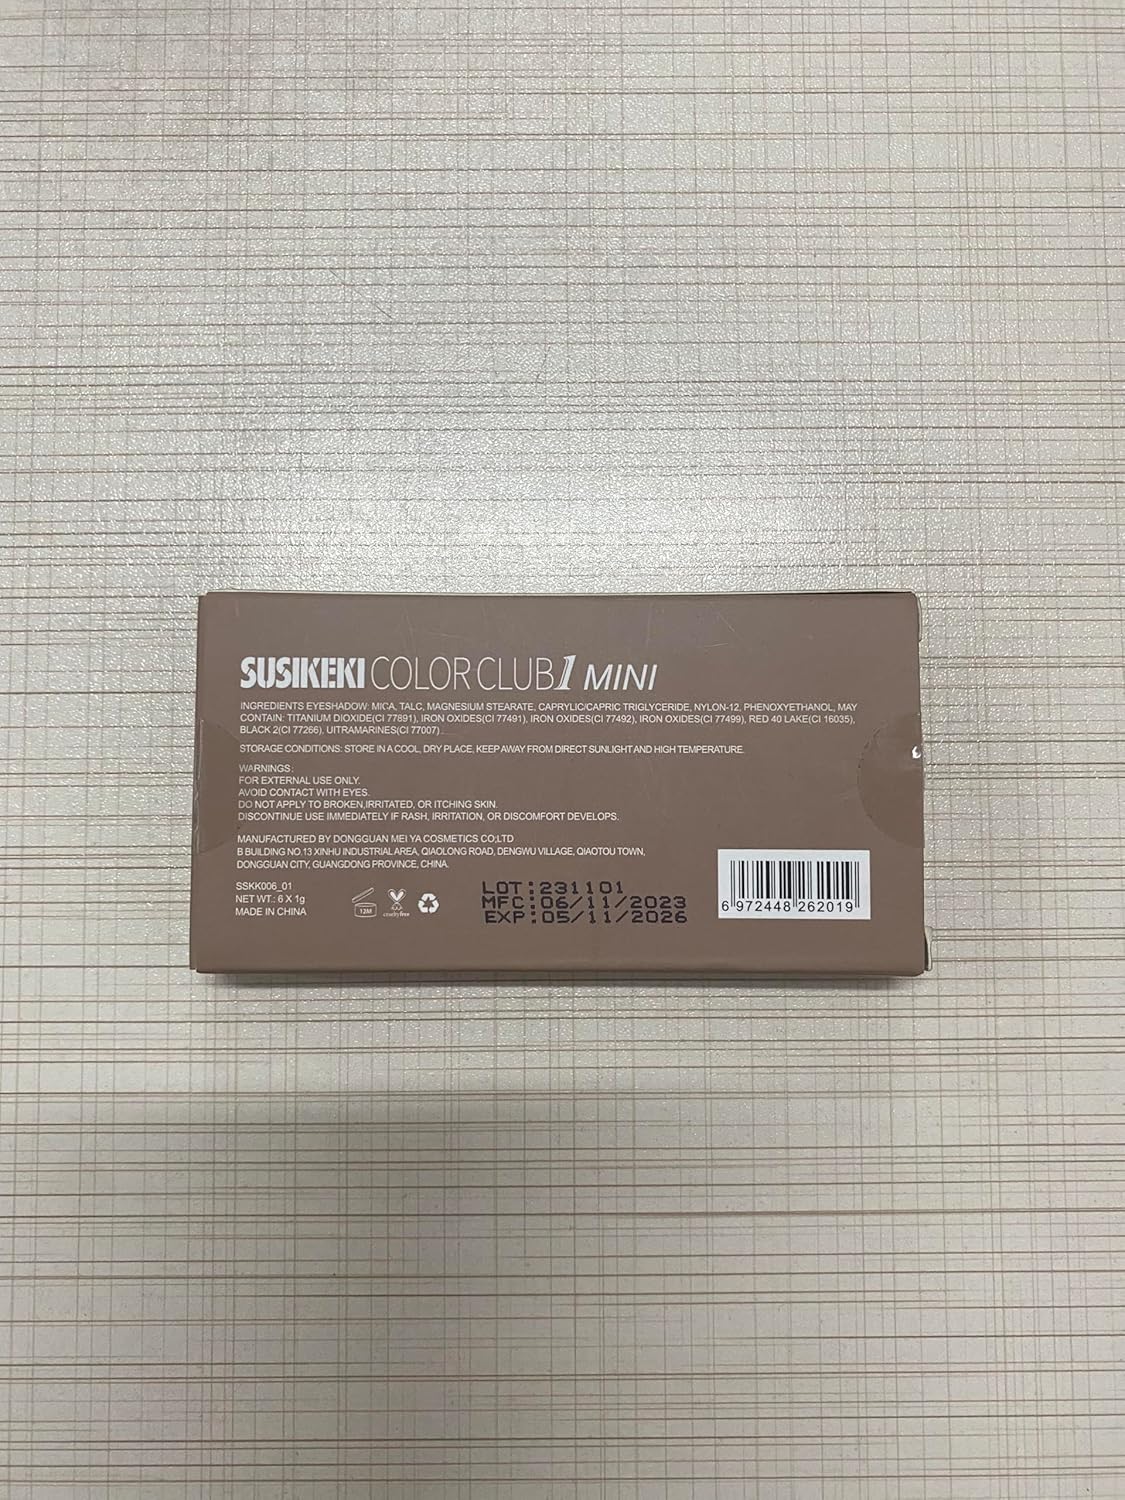 SUSIKEKI COLOR CLUB 1 MINI
INGREDIENTS EYESHADOW: MICA, TALC, MAGNESIUM STEARATE, CAPRYLIC/CAPRIC TRIGLYCERIDE, NYLON-12, PHENOXYETHANOL, MAY
CONTAIN: TITANIUM DIOXIDE(CI 77891), IRON OXIDES(CI 77491), IRON OXIDES(CI 77492), IRON OXIDES(CI 77499), RED 40 LAKE(CI 16035),
BLACK 2(CI 77266), UITRAMARINES(CI 77007).
STORAGE CONDITIONS: STORE IN A COOL, DRY PLACE, KEEP AWAY FROM DIRECT SUNLIGHT AND HIGH TEMPERATURE.
WARNINGS:
FOR EXTERNAL USE ONLY.
AVOID CONTACT WITH EYES.
DO NOT APPLY TO BROKEN,IRRITATED, OR ITCHING SKIN.
DISCONTINUE USE IMMEDIATELY IF RASH, IRRITATION, OR DISCOMFORT DEVELOPS.
MANUFACTURED BY DONGGUAN MEI YA COSMETICS CO;LTD
B BUILDING NO.13 XINHU INDUSTRIAL AREA, QIAOLONG ROAD, DENGWU VILLAGE, QIAOTOU TOWN,
DONGGUAN CITY, GUANGDONG PROVINCE, CHINA.
SSKK006_01
NET WT.: 6 X 1g
MADE IN CHINA
12M
cruelty free
LOT:231101
MFC:06/11/2023
EXP:05/11/2026
6 972448 262019